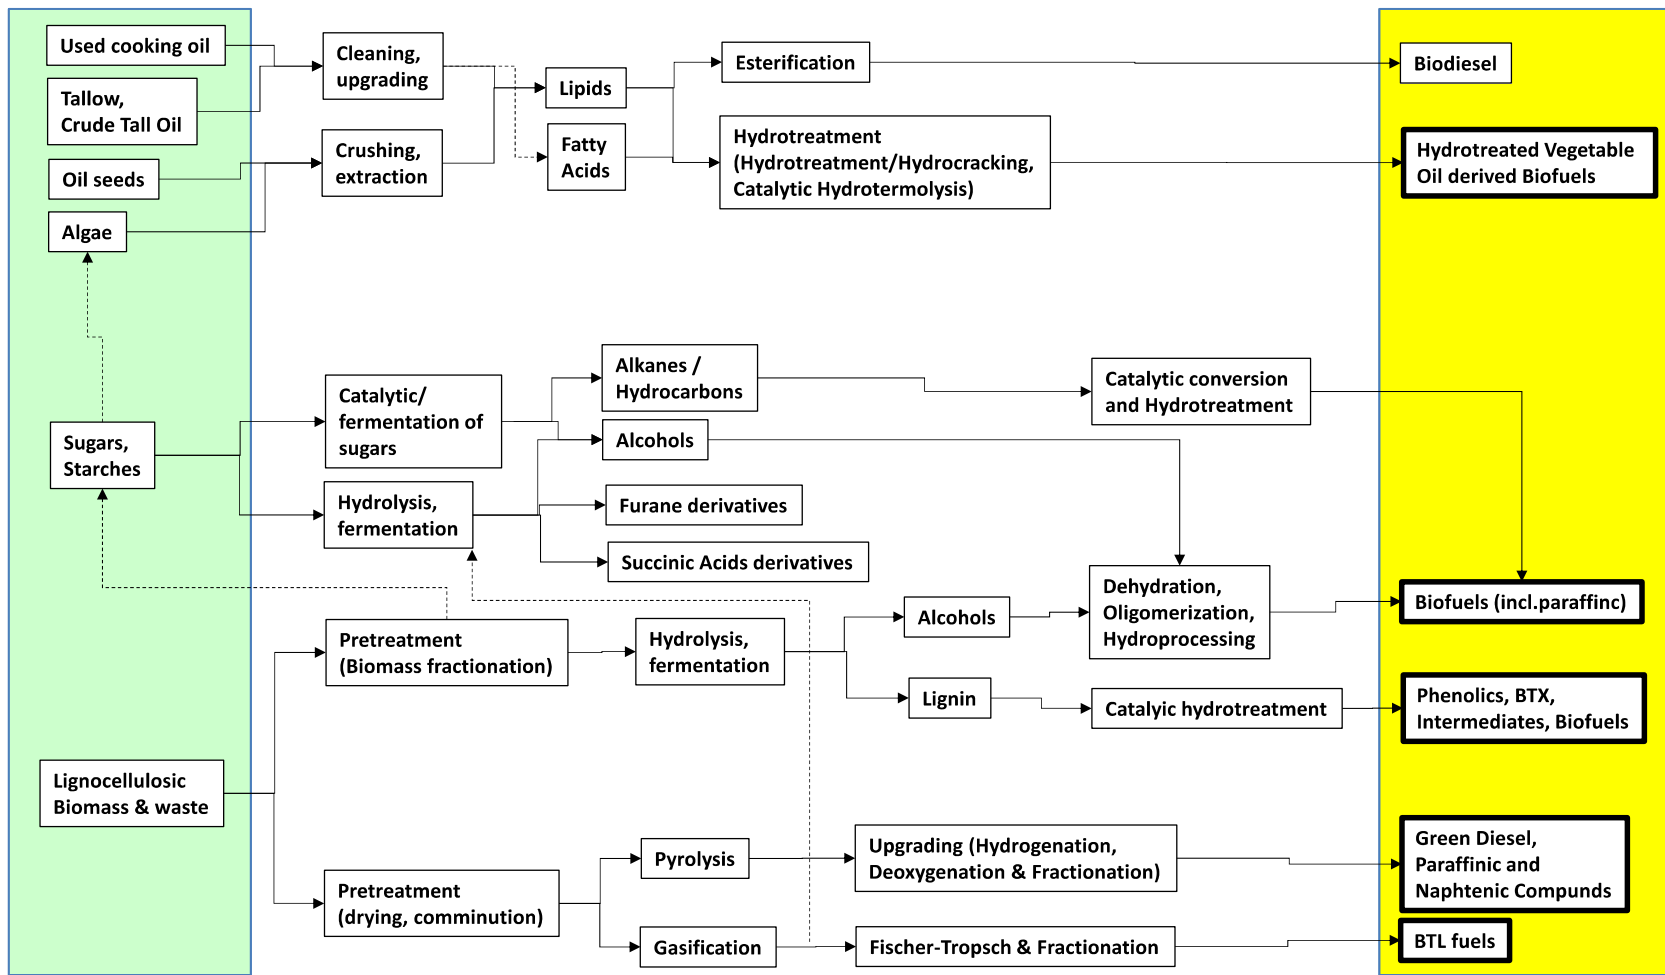 Used cooking oil
Tallow,
Crude Tall Oil
Oil seeds
Algae
Cleaning,
upgrading
Crushing,
extraction
Lipids
Fatty
Acids
Esterification
Hydrotreatment
(Hydrotreatment/Hydrocracking,
Catalytic Hydrotermolysis)
Biodiesel
Hydrotreated Vegetable
Oil derived Biofuels
Sugars,
Starches
Catalytic/
fermentation of
sugars
Hydrolysis,
fermentation
Alkanes /
Hydrocarbons
Alcohols
Furane derivatives
Succinic Acids derivatives
Catalytic conversion
and Hydrotreatment
Dehydration,
Oligomerization,
Hydroprocessing
Biofuels (incl.paraffinc)
Pretreatment
(Biomass fractionation)
Hydrolysis,
fermentation
Alcohols
Lignin
Catalyic hydrotreatment
Phenolics, BTX,
Intermediates, Biofuels
Lignocellulosic
Biomass & waste
Pretreatment
(drying, comminution)
Pyrolysis
Gasification
Upgrading (Hydrogenation,
Deoxygenation & Fractionation)
Fischer-Tropsch & Fractionation
Green Diesel,
Paraffinic and
Naphtenic Compunds
BTL fuels